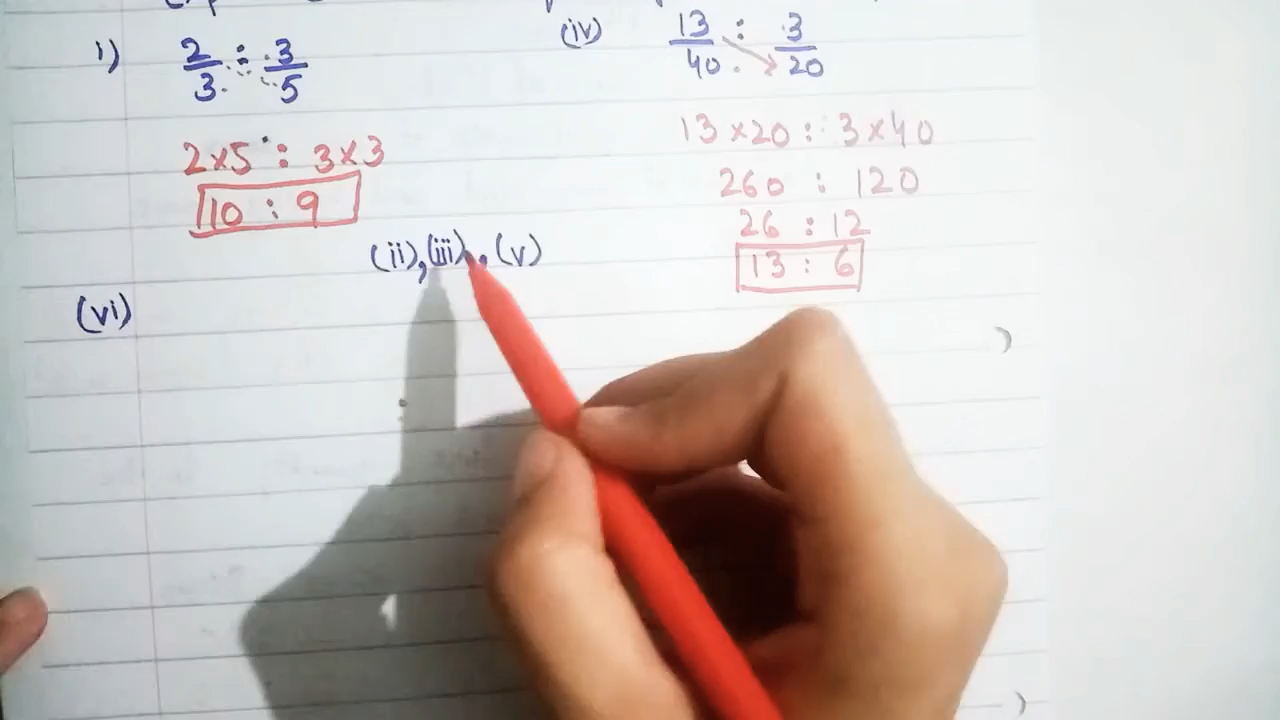 i) 2/3 : 3/5
2×5 : 3×3
10 : 9
(iv) 13/40 : 3/20
13×20 : 3×40
260 : 120
26 : 12
13 : 6
(ii), (iii), (v)
(vi)